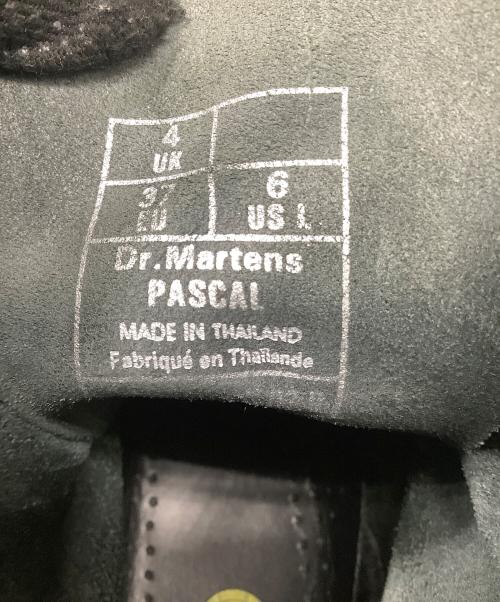 4
UK
37
EU
6
US L
Dr.Martens
PASCAL
MADE IN THAILAND
Fabriqué en Thaïlande